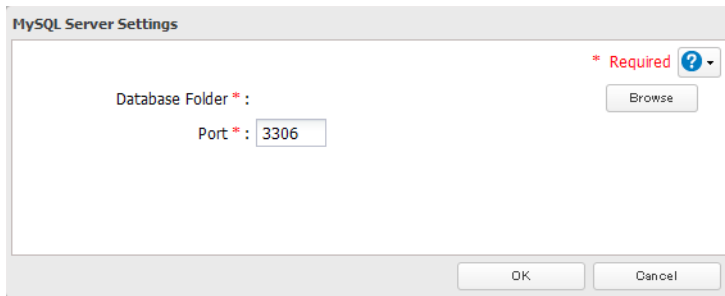 MySQL Server Settings
* Required ?
Database Folder * : Browse
Port * : 3306
OK Cancel